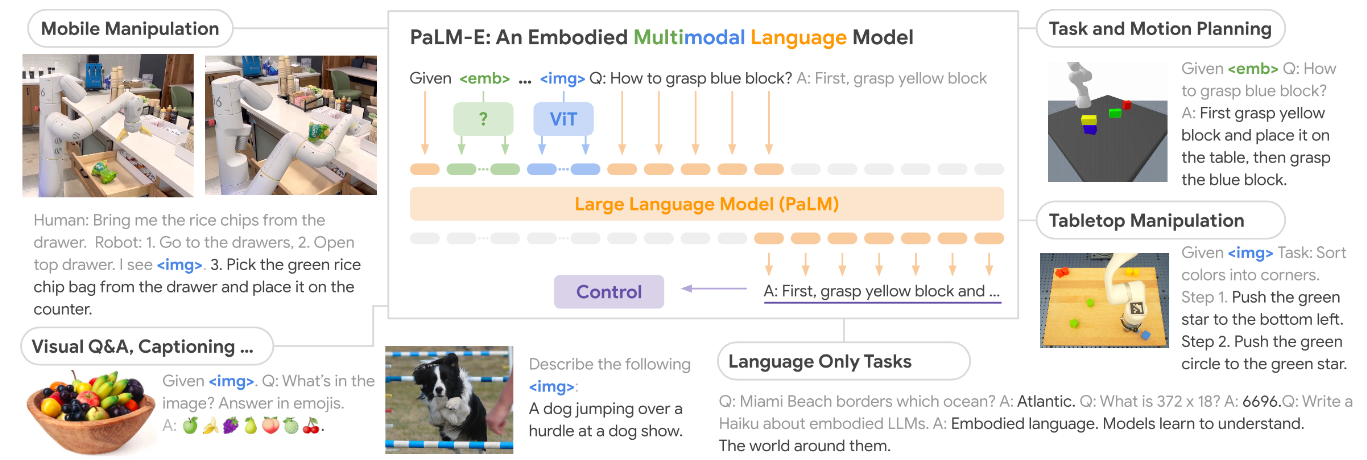 Mobile Manipulation
Human: Bring me the rice chips from the
drawer. Robot: 1. Go to the drawers, 2. Open
top drawer. I see <img>. 3. Pick the green rice
chip bag from the drawer and place it on the
counter.
PaLM-E: An Embodied Multimodal Language Model
Given <emb> ... <img> Q: How to grasp blue block? A: First, grasp yellow block
?
ViT
Large Language Model (PaLM)
Control
A: First, grasp yellow block and ...
Task and Motion Planning
Given <emb> Q: How
to grasp blue block?
A: First grasp yellow
block and place it on
the table, then grasp
the blue block.
Tabletop Manipulation
Given <img> Task: Sort
colors into corners.
Step 1. Push the green
star to the bottom left.
Step 2. Push the green
circle to the green star.
Visual Q&A, Captioning ...
Given <img>. Q: What's in the
image? Answer in emojis.
A: 🍏🍌🍇🍐🍑🍈🍒.
Describe the following
<img>:
A dog jumping over a
hurdle at a dog show.
Language Only Tasks
Q: Miami Beach borders which ocean? A: Atlantic. Q: What is 372 x 18? A: 6696.Q: Write a
Haiku about embodied LLMs. A: Embodied language. Models learn to understand.
The world around them.